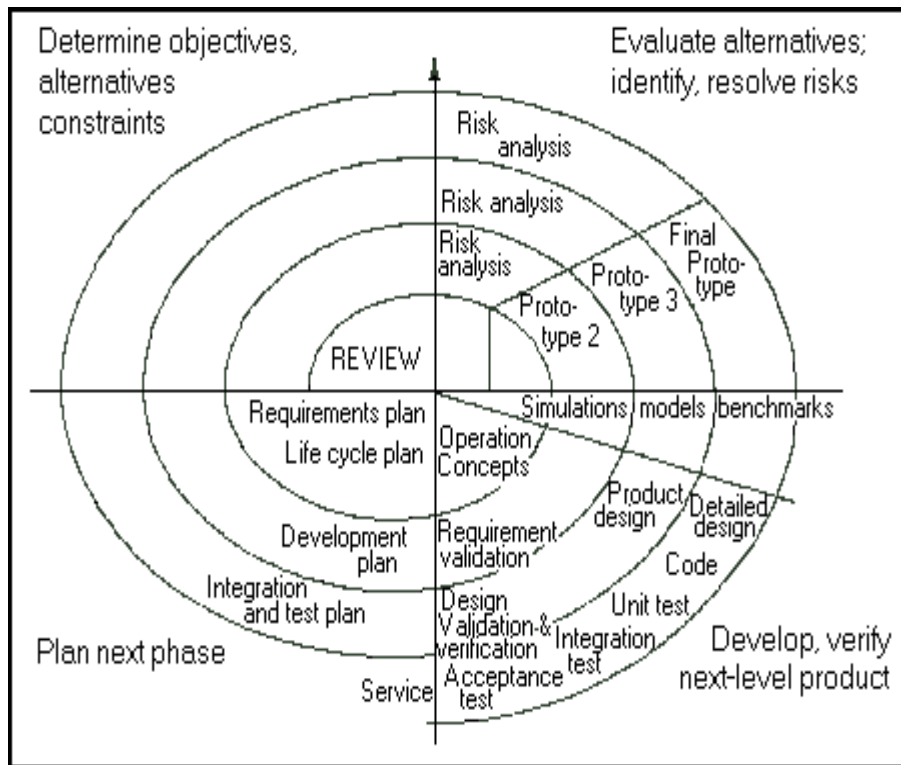 Determine objectives,
alternatives
constraints
Evaluate alternatives;
identify, resolve risks
Risk
analysis
Risk analysis
Risk
analysis
Final
Proto-
type
Proto-
type 3
Proto-
type 2
REVIEW
Requirements plan
Life cycle plan
Simulations models benchmarks
Operation
Concepts
Product
design
Detailed
design
Development
plan
Requirement
validation
Code
Integration
and test plan
Design
Validation-&
verification
Unit test
Integration
test
Acceptance
test
Service
Plan next phase
Develop, verify
next-level product